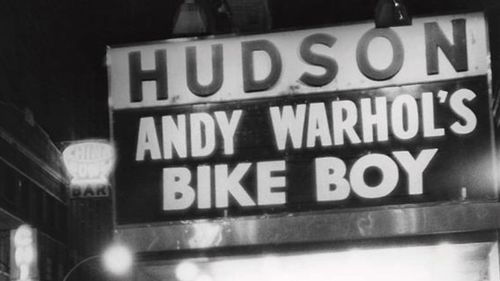 HUDSON
ANDY WARHOL'S
BIKE BOY
BAR